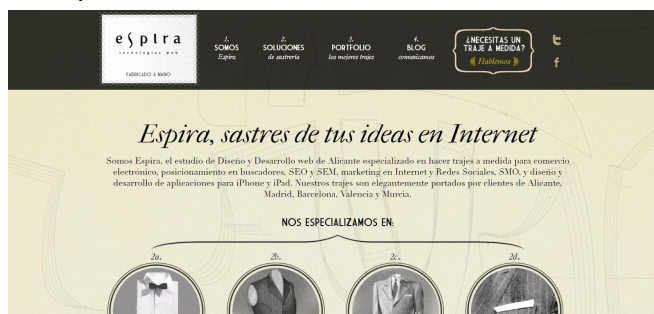 espira
tecnologías web
FABRICADO A MANO
1.
SOMOS
Espira
2.
SOLUCIONES
de sastrería
3.
PORTFOLIO
los mejores trajes
4.
BLOG
comunicamos
¿NECESITAS UN
TRAJE A MEDIDA?
Hablemos
Espira, sastres de tus ideas en Internet
Somos Espira, el estudio de Diseño y Desarrollo web de Alicante especializado en hacer trajes a medida para comercio
electrónico, posicionamiento en buscadores, SEO y SEM, marketing en Internet y Redes Sociales, SMO, y diseño y
desarrollo de aplicaciones para iPhone y iPad. Nuestros trajes son elegantemente portados por clientes de Alicante,
Madrid, Barcelona, Valencia y Murcia.
NOS ESPECIALIZAMOS EN:
2a.
2b.
2c.
2d.